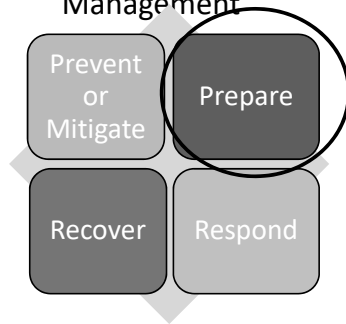 Management
Prevent
or
Mitigate
Prepare
Recover
Respond